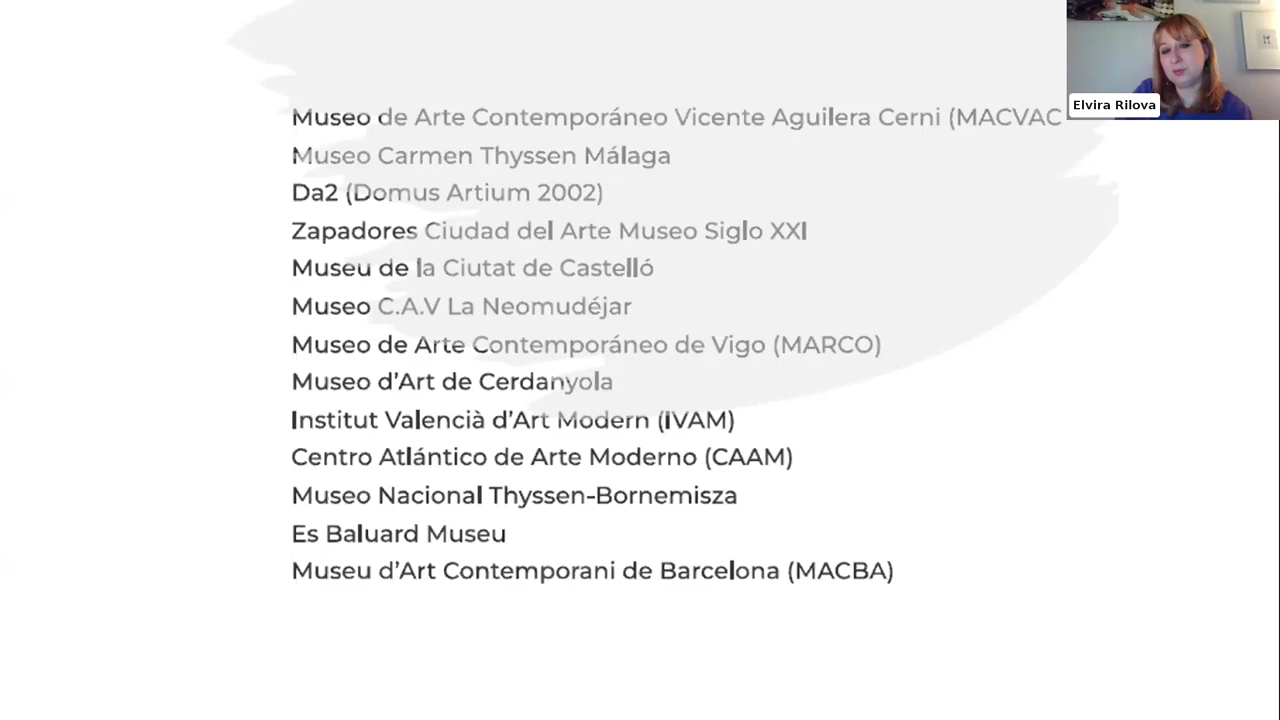 Museo de Arte Contemporáneo Vicente Aguilera Cerni (MACVAC
Museo Carmen Thyssen Málaga
Da2 (Domus Artium 2002)
Zapadores Ciudad del Arte Museo Siglo XXI
Museu de la Ciutat de Castelló
Museo C.A.V La Neomudéjar
Museo de Arte Contemporáneo de Vigo (MARCO)
Museo d’Art de Cerdanyola
Institut Valencià d’Art Modern (IVAM)
Centro Atlántico de Arte Moderno (CAAM)
Museo Nacional Thyssen-Bornemisza
Es Baluard Museu
Museu d’Art Contemporani de Barcelona (MACBA)
Elvira Rilova